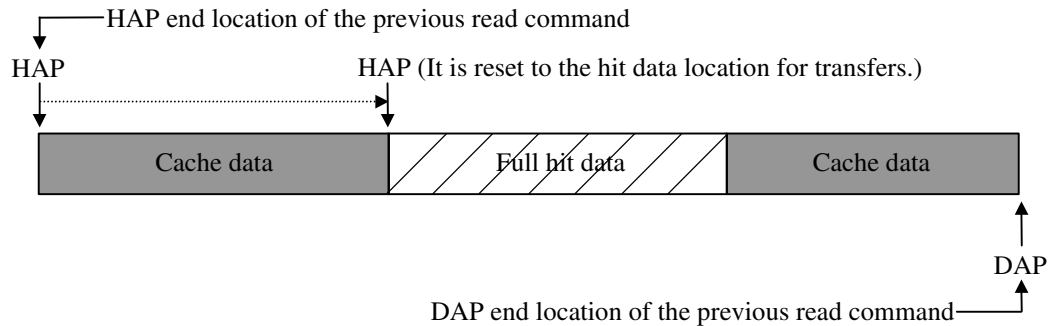 HAP end location of the previous read command
HAP
HAP (It is reset to the hit data location for transfers.)
Cache data
Full hit data
Cache data
DAP
DAP end location of the previous read command